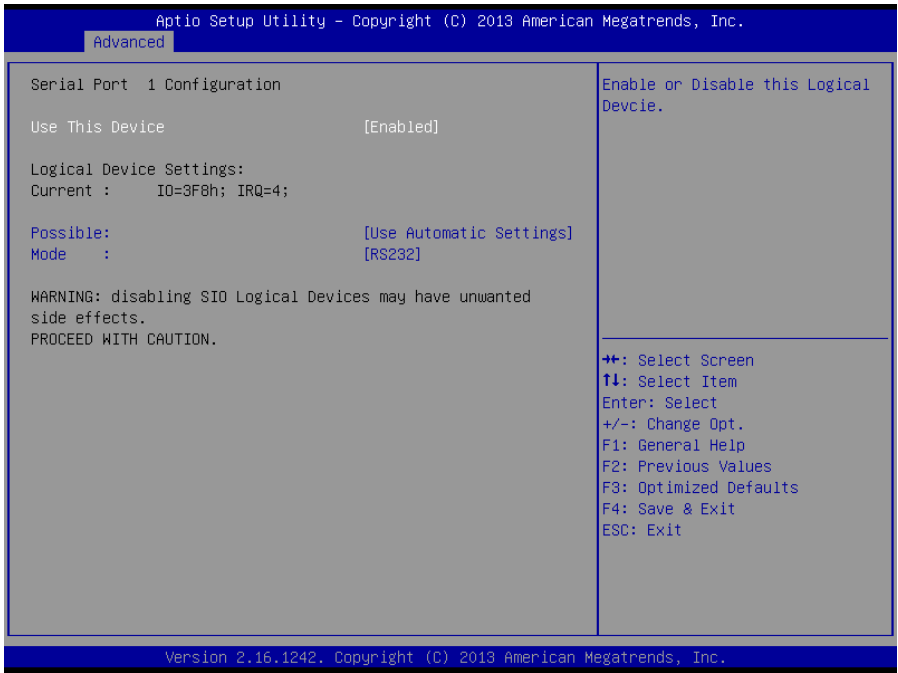 Aptio Setup Utility – Copyright (C) 2013 American Megatrends, Inc.
Advanced
Serial Port  1 Configuration
Use This Device [Enabled]
Logical Device Settings:
Current :  IO=3F8h; IRQ=4;
Possible: [Use Automatic Settings]
Mode : [RS232]
WARNING: disabling SIO Logical Devices may have unwanted
side effects.
PROCEED WITH CAUTION.
Enable or Disable this Logical
Devcie.
→←: Select Screen
↑↓: Select Item
Enter: Select
+/-: Change Opt.
F1: General Help
F2: Previous Values
F3: Optimized Defaults
F4: Save & Exit
ESC: Exit
Version 2.16.1242. Copyright (C) 2013 American Megatrends, Inc.